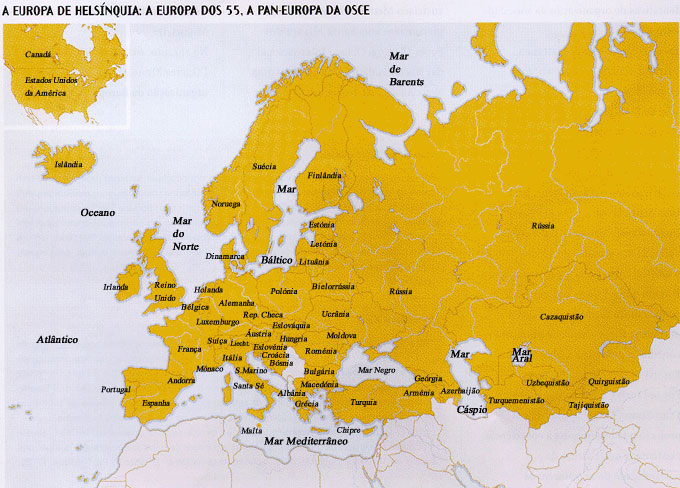 A EUROPA DE HELSÍNQUIA: A EUROPA DOS 55, A PAN-EUROPA DA OSCE
Canadá
Estados Unidos
da América
Mar
de
Barents
Islândia
Suécia
Finlândia
Mar
Noruega
Oceano
Mar
do
Norte
Estónia
Rússia
Letónia
Dinamarca
Báltico
Lituânia
Irlanda
Reino
Unido
Holanda
Polónia
Bielorrússia
Rússia
Bélgica
Alemanha
Rep. Checa
Ucrânia
Cazaquistão
Luxemburgo
Eslováquia
Atlântico
Austria
Moldova
Suiça
Liecht.
Hungria
França
Eslovénia
Roménia
Mar
Mar
Aral
Itália
Croácia
Bósnia
Mónaco
S.Marino
Bulgária
Mar Negro
Andorra
Geórgia
Uzbequistão
Quirguistão
Portugal
Santa Sé
Macedónia
Albânia
Arménia
Azerbaijão
Espanha
Grécia
Turquia
Turquemenistão
Tajiquistão
Cáspio
Malta
Chipre
Mar Mediterrâneo